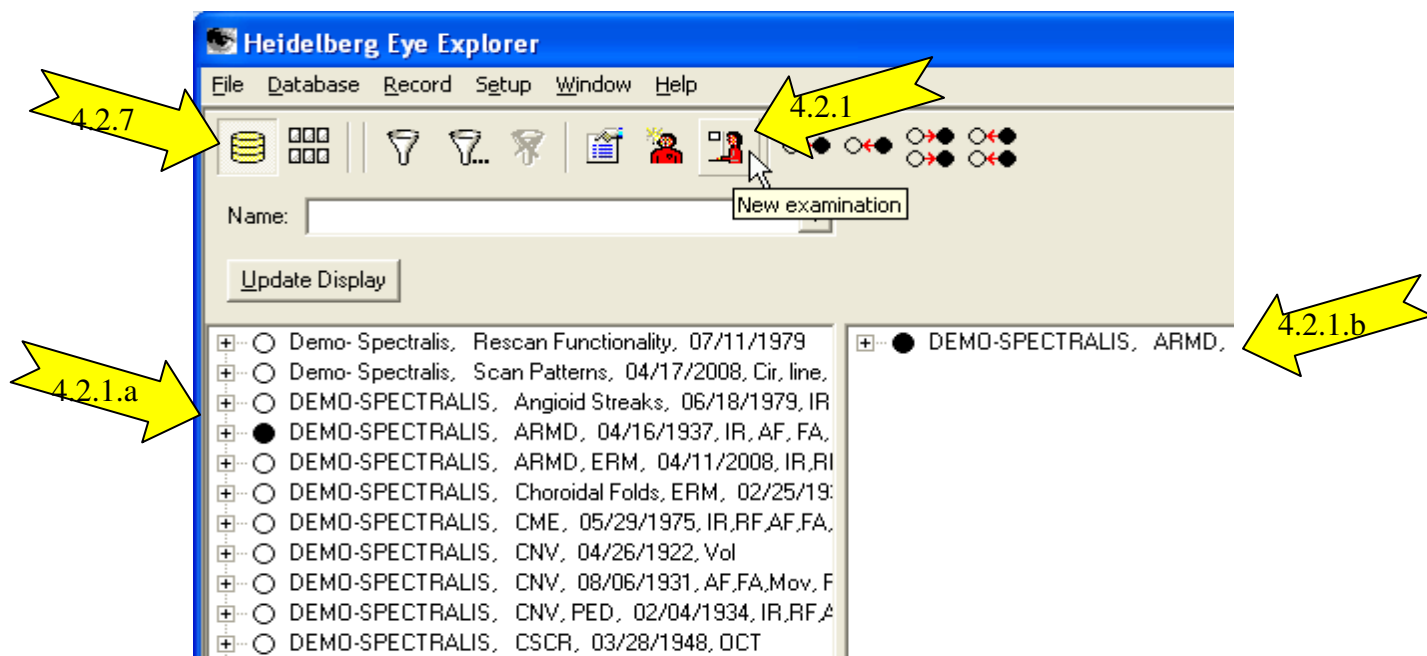 Heidelberg Eye Explorer
File Database Record Setup Window Help
4.2.7
4.2.1
New examination
Name:
Update Display
4.2.1.a
4.2.1.b
Demo- Spectralis, Rescan Functionality, 07/11/1979
Demo- Spectralis, Scan Patterns, 04/17/2008, Cir, line,
DEMO-SPECTRALIS, Angioid Streaks, 06/18/1979, IR
DEMO-SPECTRALIS, ARMD, 04/16/1937, IR, AF, FA,
DEMO-SPECTRALIS, ARMD, ERM, 04/11/2008, IR,RI
DEMO-SPECTRALIS, Choroidal Folds, ERM, 02/25/19
DEMO-SPECTRALIS, CME, 05/29/1975, IR,RF,AF,FA,
DEMO-SPECTRALIS, CNV, 04/26/1922, Vol
DEMO-SPECTRALIS, CNV, 08/06/1931, AF,FA,Mov, F
DEMO-SPECTRALIS, CNV, PED, 02/04/1934, IR,RF,A
DEMO-SPECTRALIS, CSCR, 03/28/1948, OCT
DEMO-SPECTRALIS, ARMD,